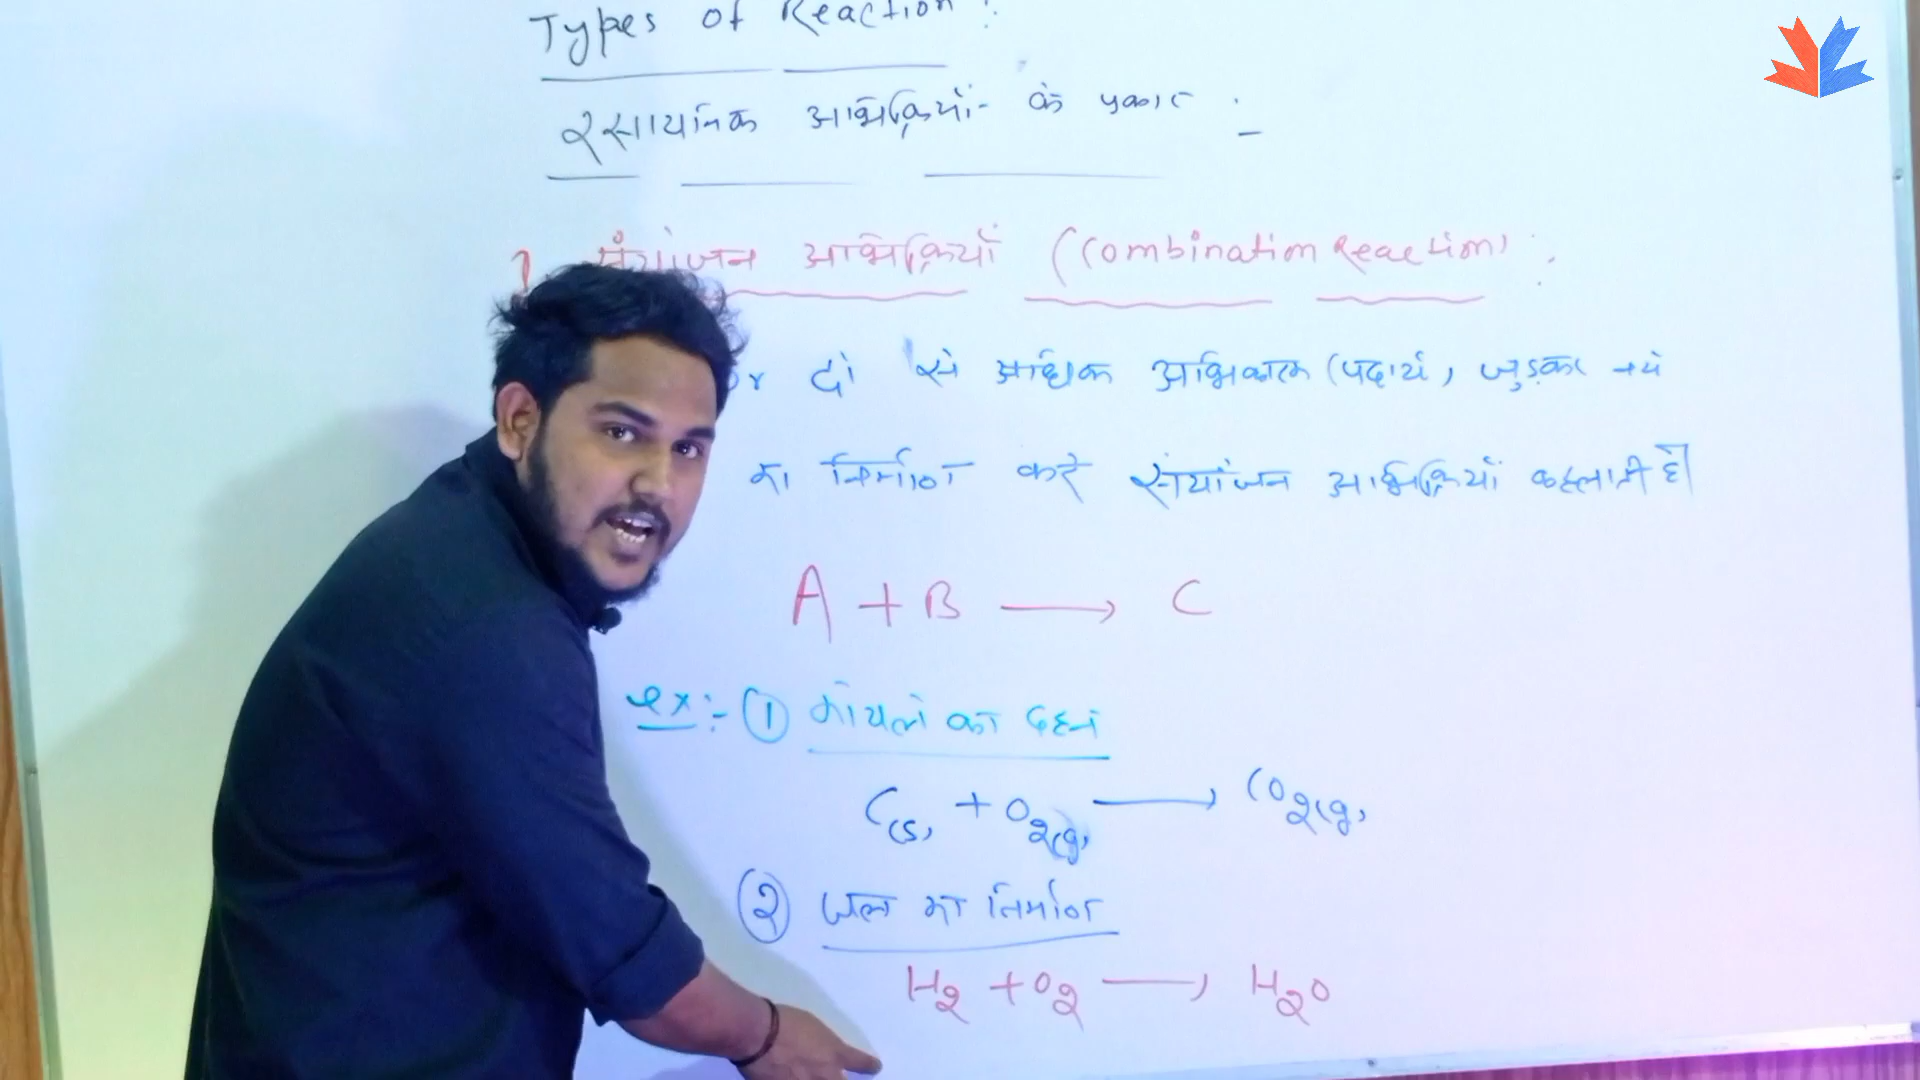 Types of Reaction :
रसायनिक अभिक्रियाँ के प्रकार :-
1. संयोजन अभिक्रियाँ (Combination Reaction) :
or दो से अधिक अभिकारक (पदार्थ) जुड़कर नये
का निर्माण करे संयोजन अभिक्रियाँ कहलाती है।
A + B ⟶ C
ex:- ① कोयले का दहन
C(s) + O2(g) ⟶ CO2(g)
② जल का निर्माण
H2 + O2 ⟶ H2O